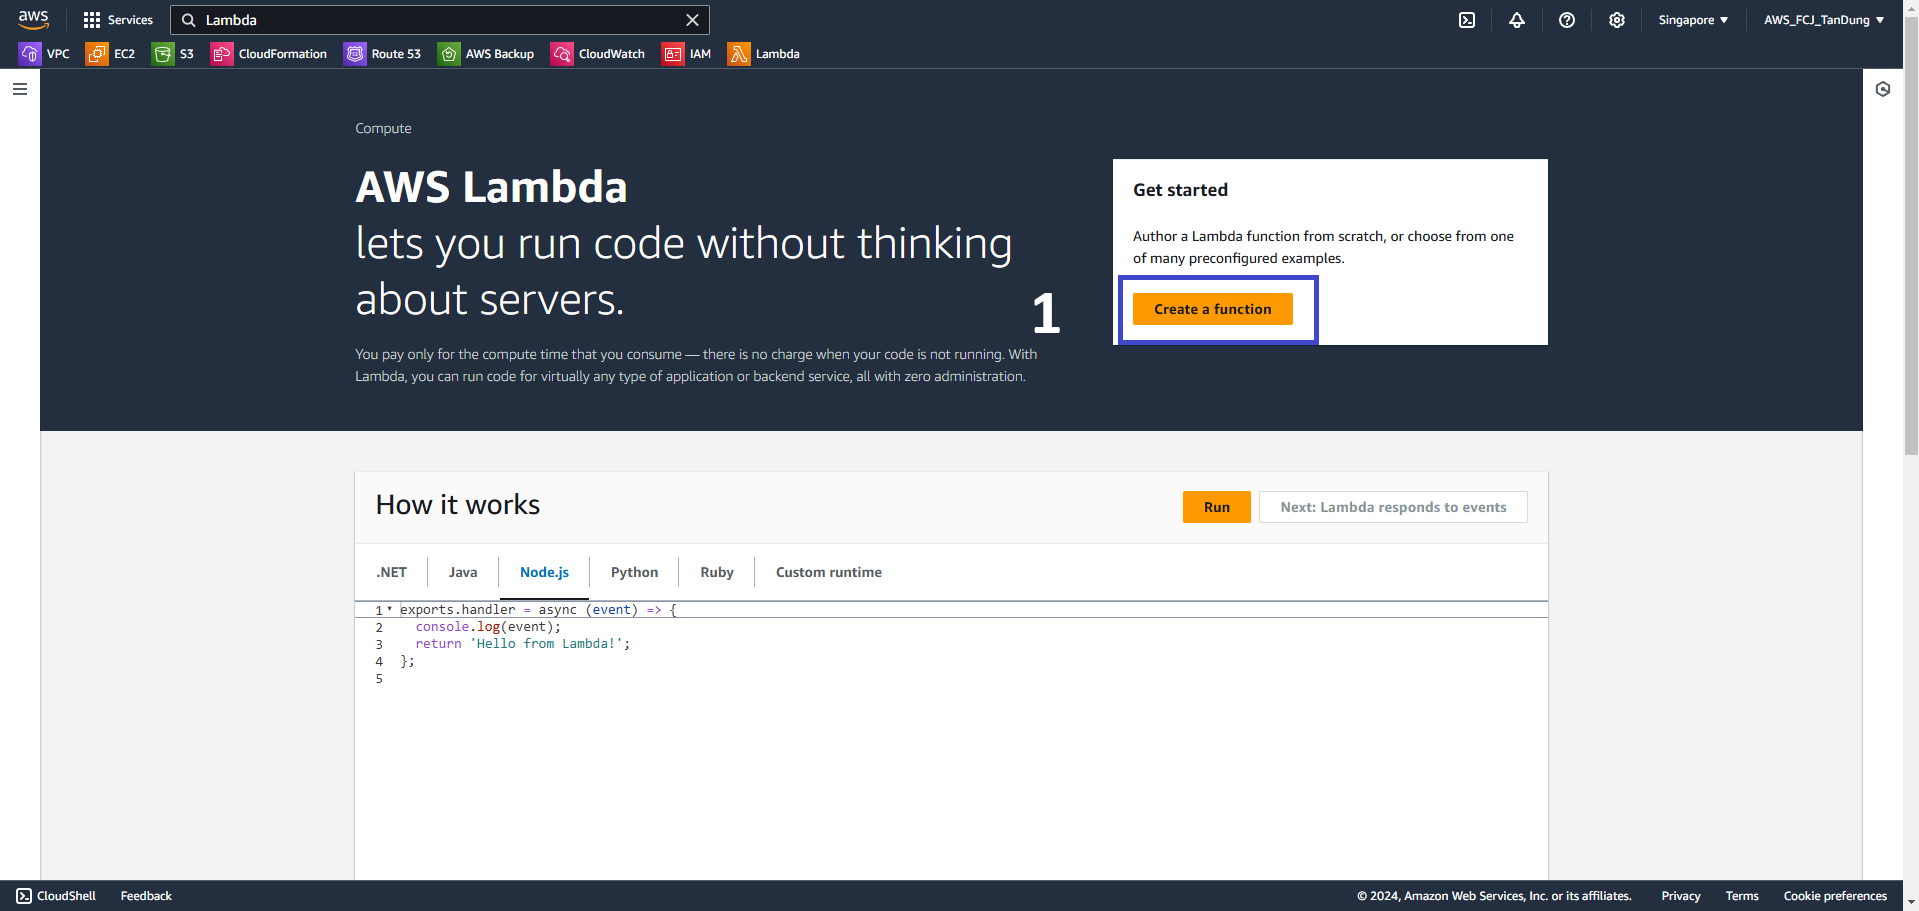 aws
Services
Lambda
Singapore
AWS_FCJ_TanDung
VPC
EC2
S3
CloudFormation
Route 53
AWS Backup
CloudWatch
IAM
Lambda
Compute
AWS Lambda
lets you run code without thinking
about servers.
You pay only for the compute time that you consume — there is no charge when your code is not running. With
Lambda, you can run code for virtually any type of application or backend service, all with zero administration.
1
Get started
Author a Lambda function from scratch, or choose from one
of many preconfigured examples.
Create a function
How it works
Run
Next: Lambda responds to events
.NET
Java
Node.js
Python
Ruby
Custom runtime
1 exports.handler = async (event) => {
2 console.log(event);
3 return 'Hello from Lambda!';
4 };
5
CloudShell
Feedback
© 2024, Amazon Web Services, Inc. or its affiliates.
Privacy
Terms
Cookie preferences